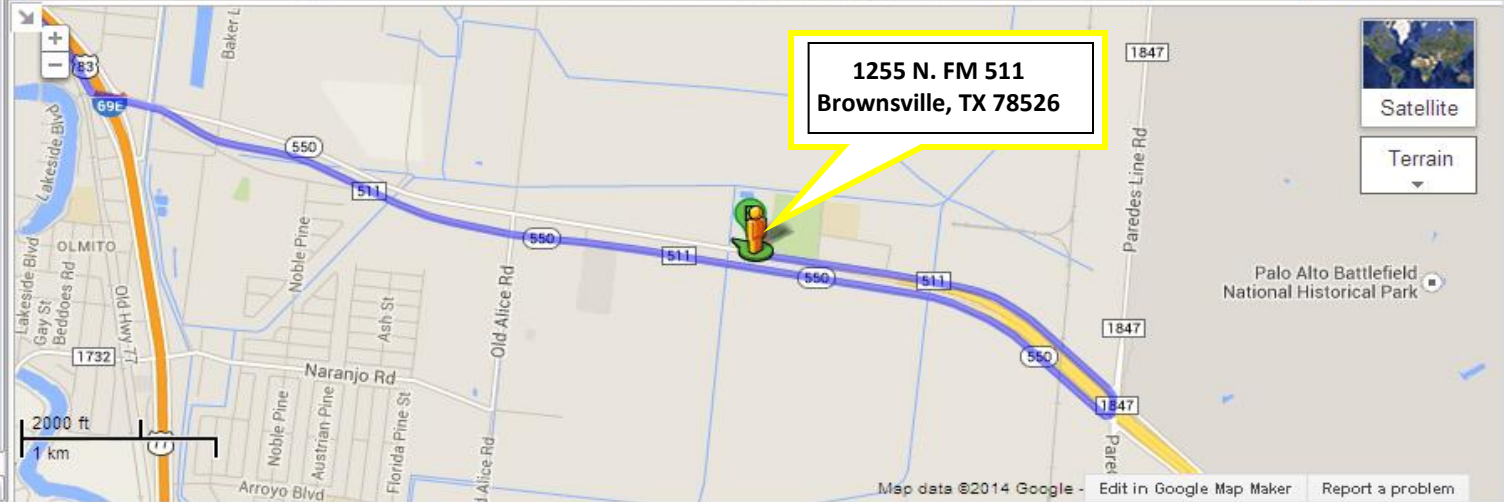 1255 N. FM 511
Brownsville, TX 78526
Satellite
Terrain
Baker L
83
69E
Lakeside Blvd
550
511
1847
Paredes Line Rd
OLMITO
Noble Pine
550
511
550
511
Palo Alto Battlefield
National Historical Park
Lakeside Blvd
Gay St
Beddoes Rd
Old Hwy 77
Ash St
Old Alice Rd
1847
550
1732
Naranjo Rd
1847
Noble Pine
Austrian Pine
Florida Pine St
d Alice Rd
Pared
2000 ft
1 km
77
Arroyo Blvd
Map data ©2014 Google -
Edit in Google Map Maker
Report a problem